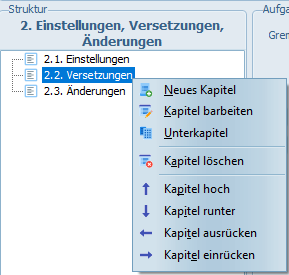 Struktur
Aufga
2. Einstellungen, Versetzungen,
Änderungen
Gren
2.1. Einstellungen
2.2. Versetzungen
2.3. Änderungen
Neues Kapitel
Kapitel barbeiten
Unterkapitel
Kapitel löschen
Kapitel hoch
Kapitel runter
Kapitel ausrücken
Kapitel einrücken